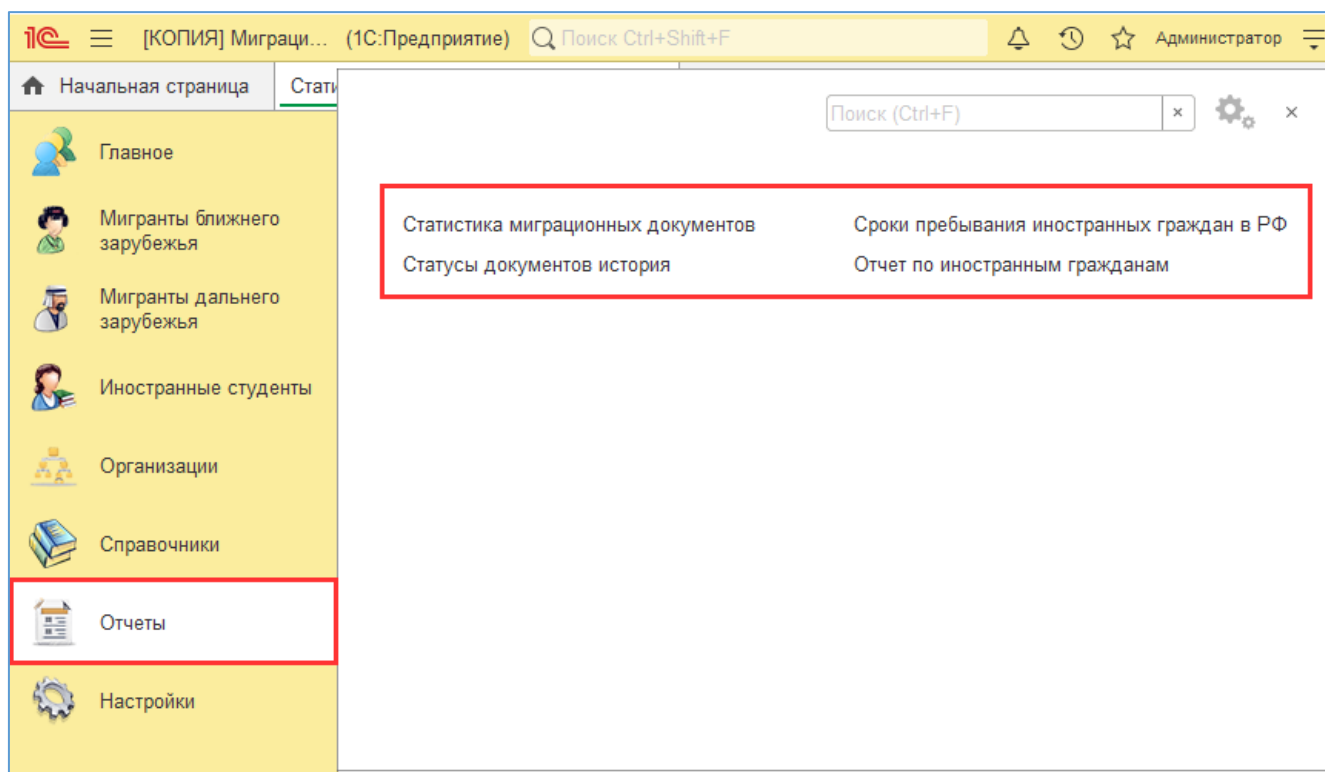 1С [КОПИЯ] Миграци... (1С:Предприятие) Поиск Ctrl+Shift+F Администратор
Начальная страница Стати
Поиск (Ctrl+F) × ×
Главное
Мигранты ближнего
зарубежья
Статистика миграционных документов Сроки пребывания иностранных граждан в РФ
Статусы документов история Отчет по иностранным гражданам
Мигранты дальнего
зарубежья
Иностранные студенты
Организации
Справочники
Отчеты
Настройки